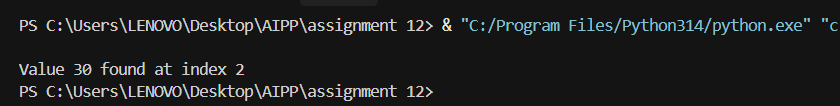 PS C:\Users\LENOVO\Desktop\AIPP\assignment 12> & "C:/Program Files/Python314/python.exe" "c
Value 30 found at index 2
PS C:\Users\LENOVO\Desktop\AIPP\assignment 12>